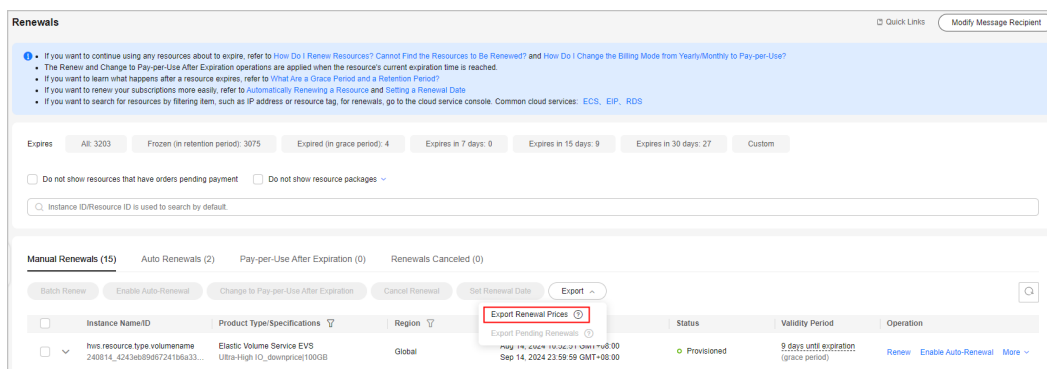 Renewals
Quick Links
Modify Message Recipient
If you want to continue using any resources about to expire, refer to How Do I Renew Resources? Cannot Find the Resources to Be Renewed? and How Do I Change the Billing Mode from Yearly/Monthly to Pay-per-Use?
The Renew and Change to Pay-per-Use After Expiration operations are applied when the resource's current expiration time is reached.
If you want to learn what happens after a resource expires, refer to What Are a Grace Period and a Retention Period?
If you want to renew your subscriptions more easily, refer to Automatically Renewing a Resource and Setting a Renewal Date
If you want to search for resources by filtering item, such as IP address or resource tag, for renewals, go to the cloud service console. Common cloud services: ECS、EIP、RDS
Expires All: 3203 Frozen (in retention period): 3075 Expired (in grace period): 4 Expires in 7 days: 0 Expires in 15 days: 9 Expires in 30 days: 27 Custom
Do not show resources that have orders pending payment Do not show resource packages
Instance ID/Resource ID is used to search by default.
Manual Renewals (15) Auto Renewals (2) Pay-per-Use After Expiration (0) Renewals Canceled (0)
Batch Renew Enable Auto-Renewal Change to Pay-per-Use After Expiration Cancel Renewal Set Renewal Date Export
Export Renewal Prices
Export Pending Renewals
Instance Name/ID Product Type/Specifications Region Status Validity Period Operation
hws.resource.type.volumename Elastic Volume Service EVS Global Aug 14, 2024 16:52:51 GMT+08:00 Provisioned 9 days until expiration Renew Enable Auto-Renewal More
240814_4243eb89d67241b6a33... Ultra-High IO_downprice|100GB Sep 14, 2024 23:59:59 GMT+08:00 (grace period)